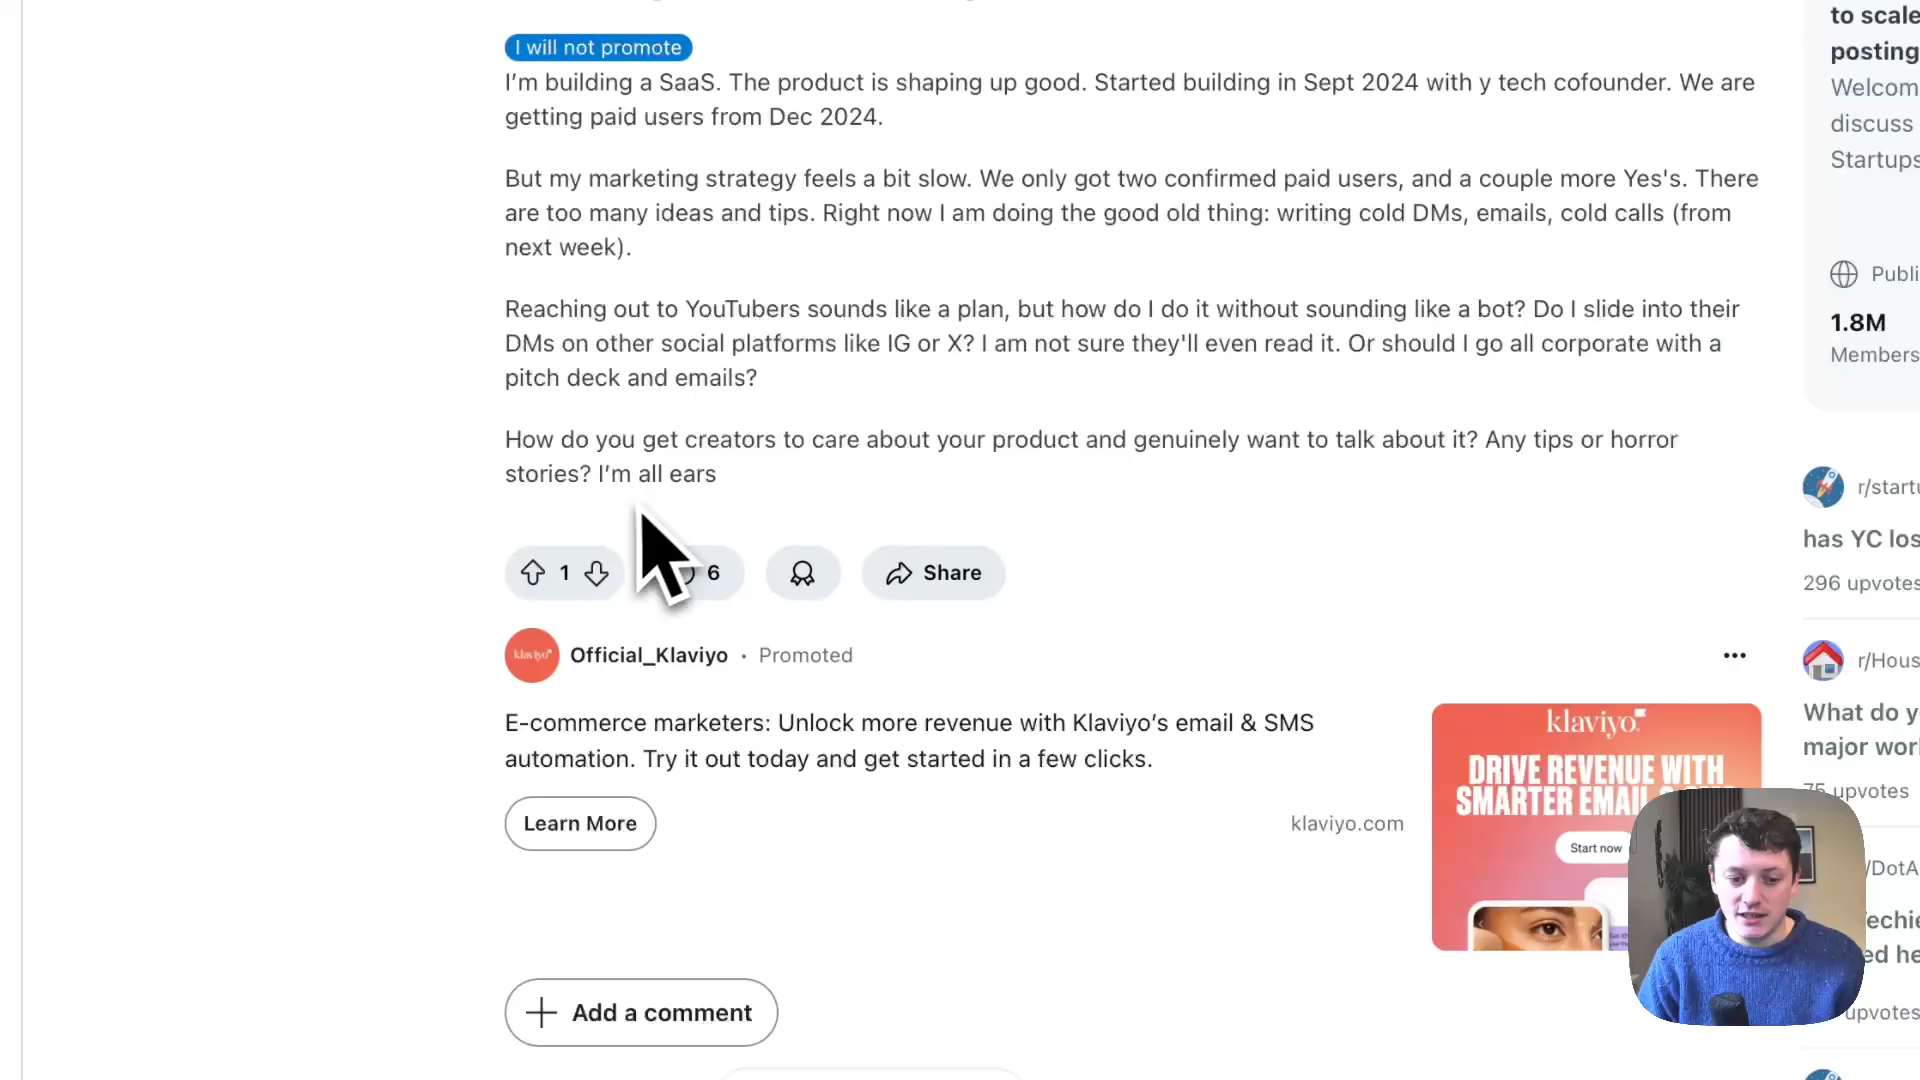 I will not promote
I'm building a SaaS. The product is shaping up good. Started building in Sept 2024 with y tech cofounder. We are
getting paid users from Dec 2024.
But my marketing strategy feels a bit slow. We only got two confirmed paid users, and a couple more Yes's. There
are too many ideas and tips. Right now I am doing the good old thing: writing cold DMs, emails, cold calls (from
next week).
Reaching out to YouTubers sounds like a plan, but how do I do it without sounding like a bot? Do I slide into their
DMs on other social platforms like IG or X? I am not sure they'll even read it. Or should I go all corporate with a
pitch deck and emails?
How do you get creators to care about your product and genuinely want to talk about it? Any tips or horror
stories? I'm all ears
1
6
Share
klaviyo
Official_Klaviyo • Promoted
E-commerce marketers: Unlock more revenue with Klaviyo's email & SMS
automation. Try it out today and get started in a few clicks.
Learn More
klaviyo.com
klaviyo
DRIVE REVENUE WITH
SMARTER EMAIL
Start now
Add a comment
to scale
posting
Welcom
discuss
Startups
Publi
1.8M
Members
r/startu
has YC los
296 upvotes
r/Hous
What do y
major wor
75 upvotes
/DotA
echie
ed he
upvotes